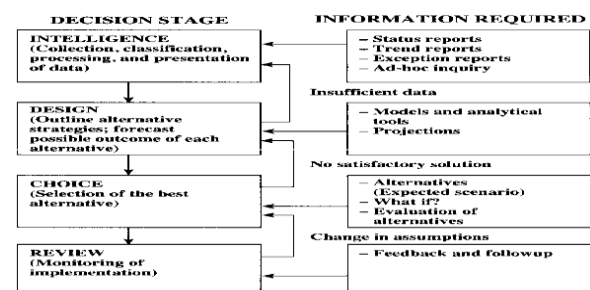 DECISION STAGE
INFORMATION REQUIRED
INTELLIGENCE
(Collection, classification,
processing, and presentation
of data)
– Status reports
– Trend reports
– Exception reports
– Ad-hoc inquiry
Insufficient data
DESIGN
(Outline alternative
strategies; forecast
possible outcome of each
alternative)
– Models and analytical
tools
– Projections
No satisfactory solution
CHOICE
(Selection of the best
alternative)
– Alternatives
(Expected scenario)
– What if?
– Evaluation of
alternatives
Change in assumptions
REVIEW
(Monitoring of
implementation)
– Feedback and followup